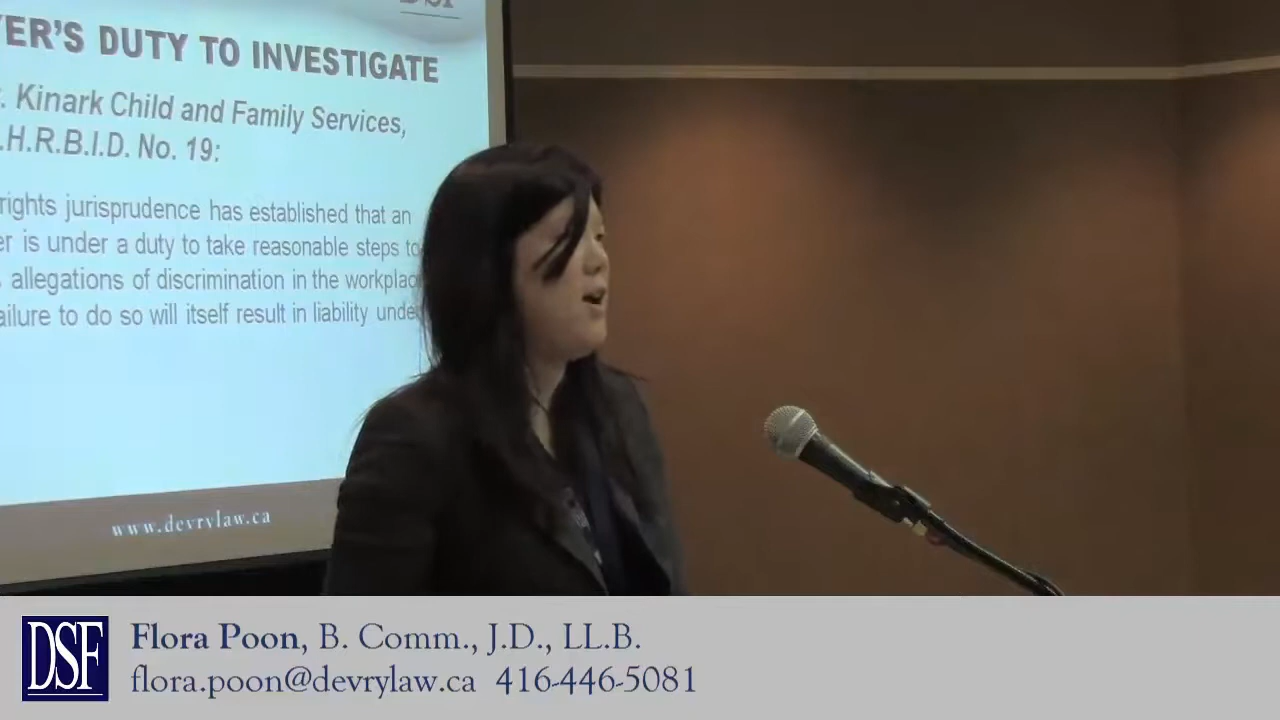 DSF
YER'S DUTY TO INVESTIGATE
. Kinark Child and Family Services,
.H.R.B.I.D. No. 19:
rights jurisprudence has established that an
er is under a duty to take reasonable steps to
allegations of discrimination in the workplac
ailure to do so will itself result in liability unde
www.devrylaw.ca
DSF
Flora Poon, B. Comm., J.D., LL.B.
flora.poon@devrylaw.ca 416-446-5081